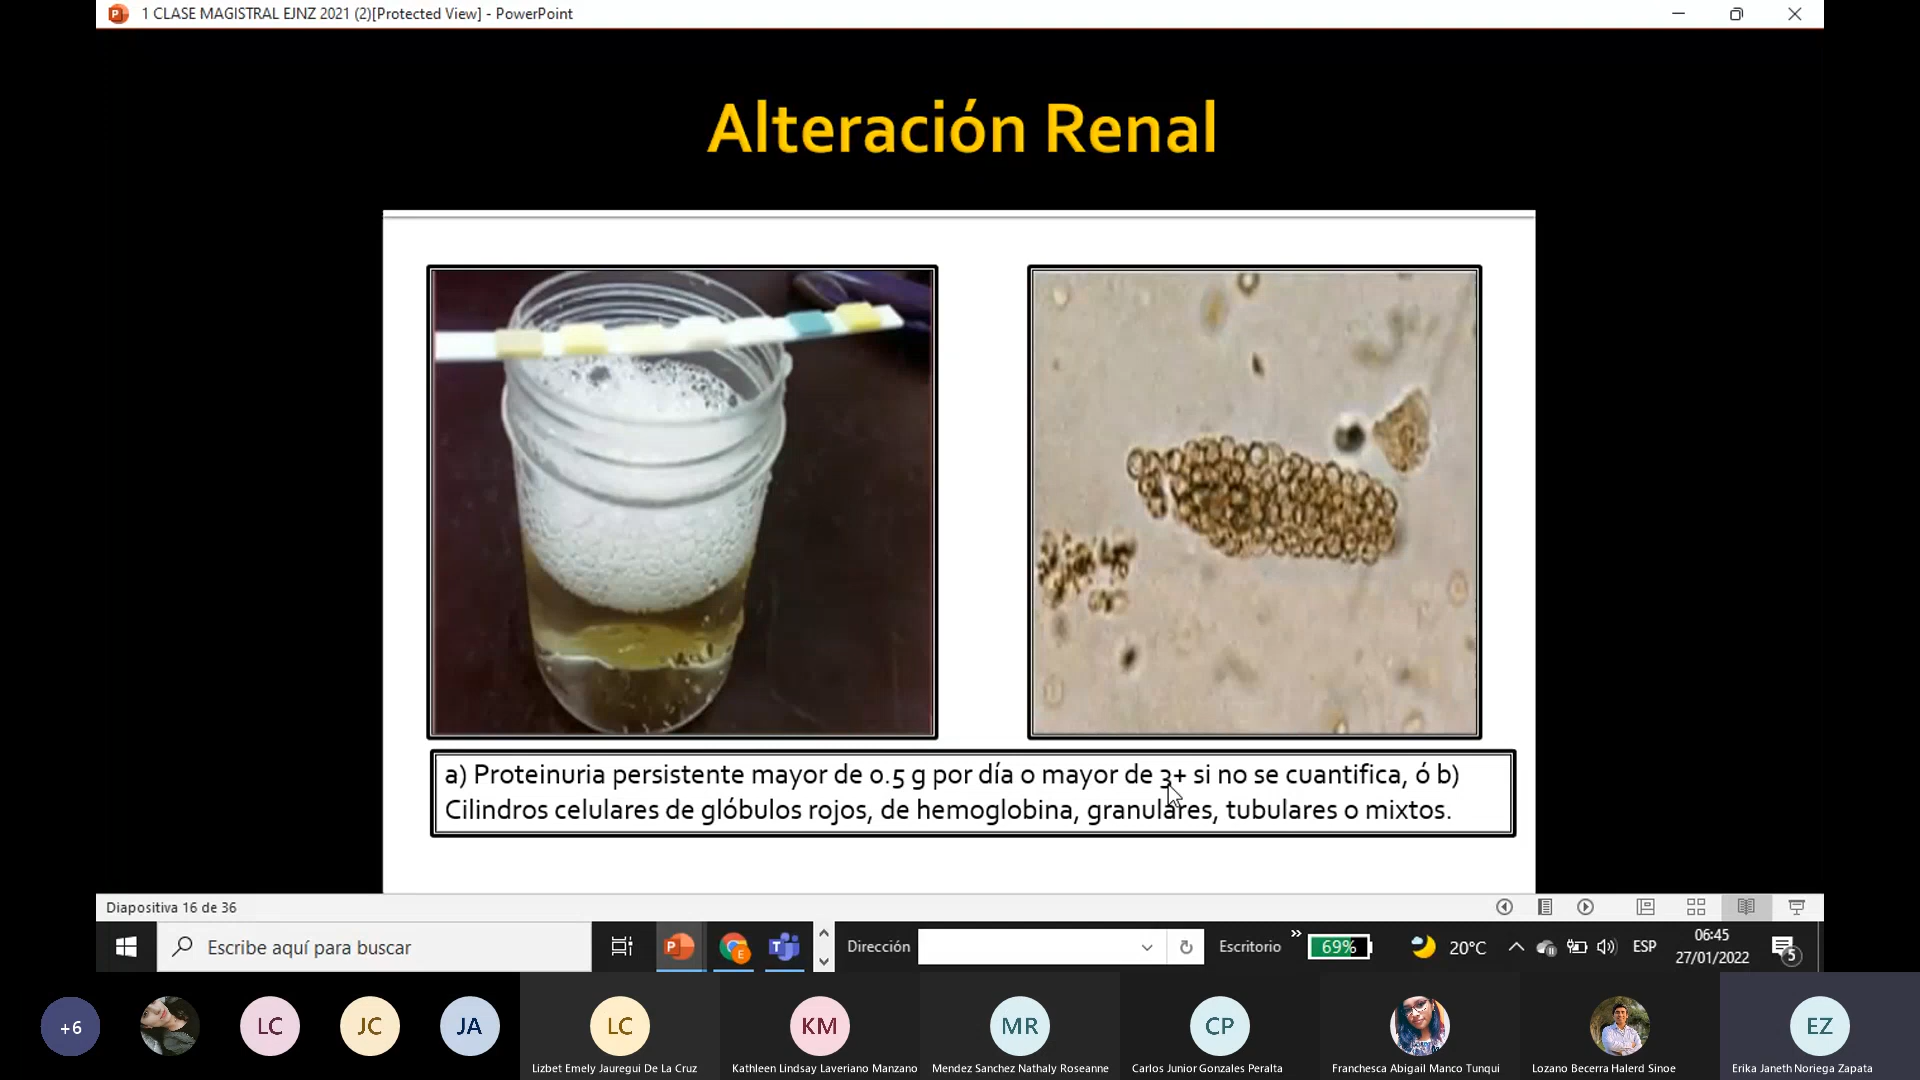 1 CLASE MAGISTRAL EJNZ 2021 (2)[Protected View] - PowerPoint
Alteración Renal
a) Proteinuria persistente mayor de 0.5 g por día o mayor de 3+ si no se cuantifica, ó b)
Cilindros celulares de glóbulos rojos, de hemoglobina, granulares, tubulares o mixtos.
Diapositiva 16 de 36
Escribe aquí para buscar
Dirección
Escritorio
69%
20°C
ESP
06:45
27/01/2022
5
+6
LC
JC
JA
LC
KM
MR
CP
EZ
Lizbet Emely Jauregui De La Cruz
Kathleen Lindsay Laveriano Manzano
Mendez Sanchez Nathaly Roseanne
Carlos Junior Gonzales Peralta
Franchesca Abigail Manco Tunqui
Lozano Becerra Halerd Sinoe
Erika Janeth Noriega Zapata